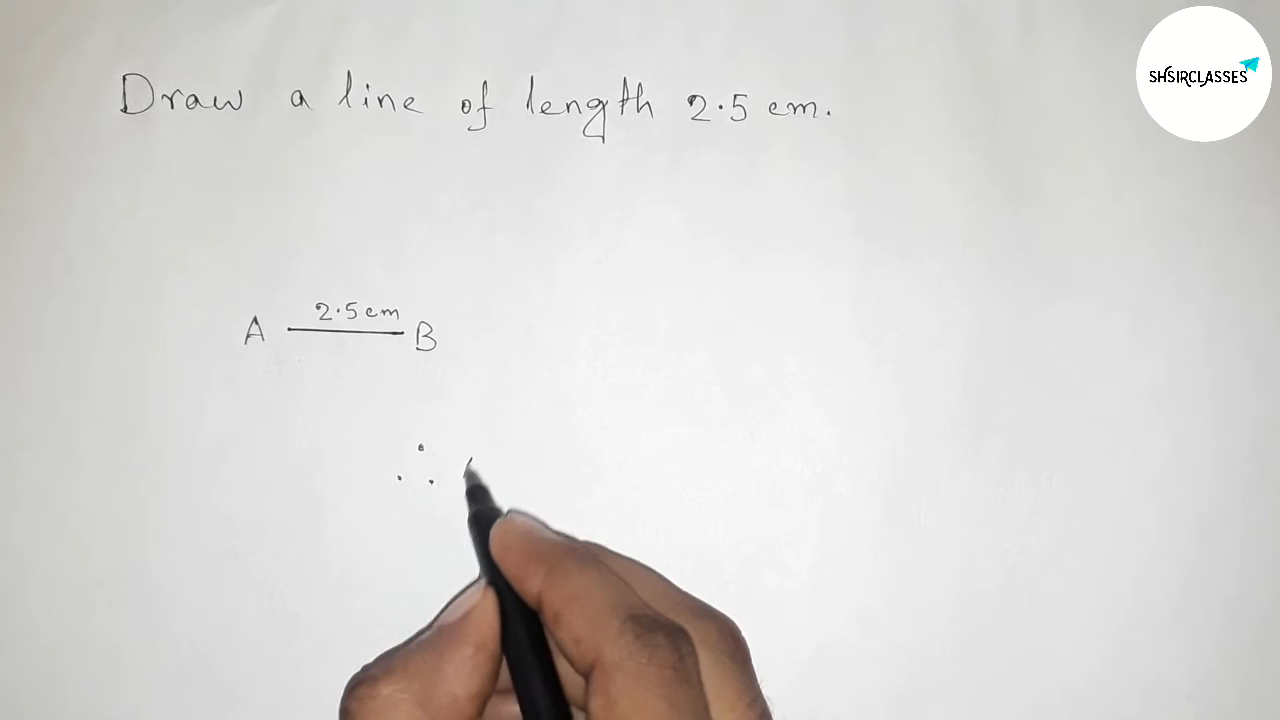 Draw a line of length 2.5 cm.
SHSIRCLASSES
2.5 cm
A B
∴